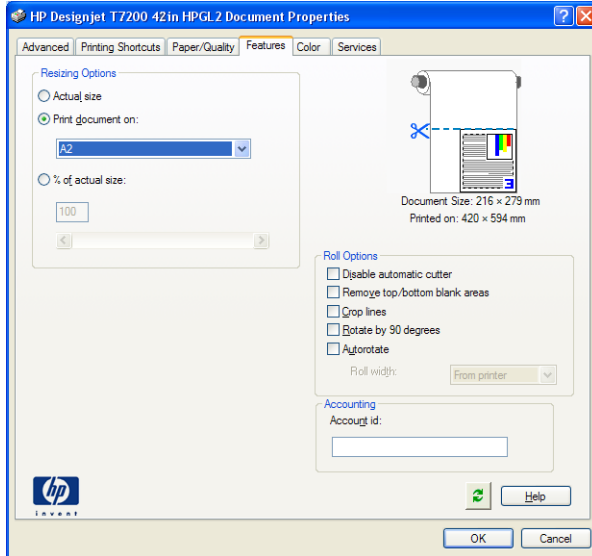 HP Designjet T7200 42in HPGL2 Document Properties
Advanced Printing Shortcuts Paper/Quality Features Color Services
Resizing Options
Actual size
Print document on:
A2
% of actual size:
100
3
Document Size: 216 × 279 mm
Printed on: 420 × 594 mm
Roll Options
Disable automatic cutter
Remove top/bottom blank areas
Crop lines
Rotate by 90 degrees
Autorotate
Roll width: From printer
Accounting
Account id:
hp
invent
Help
OK Cancel